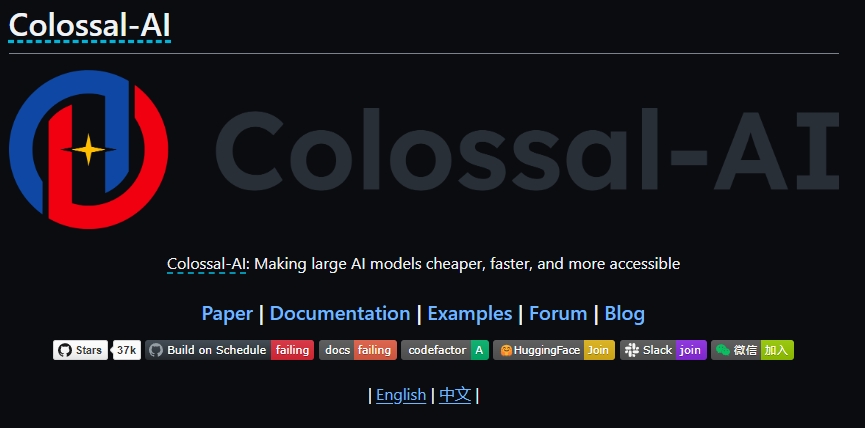 Colossal-AI
Colossal-AI
Colossal-AI: Making large AI models cheaper, faster, and more accessible
Paper | Documentation | Examples | Forum | Blog
Stars 37k Build on Schedule failing docs failing codefactor A HuggingFace Join Slack join 微信 加入
| English | 中文 |